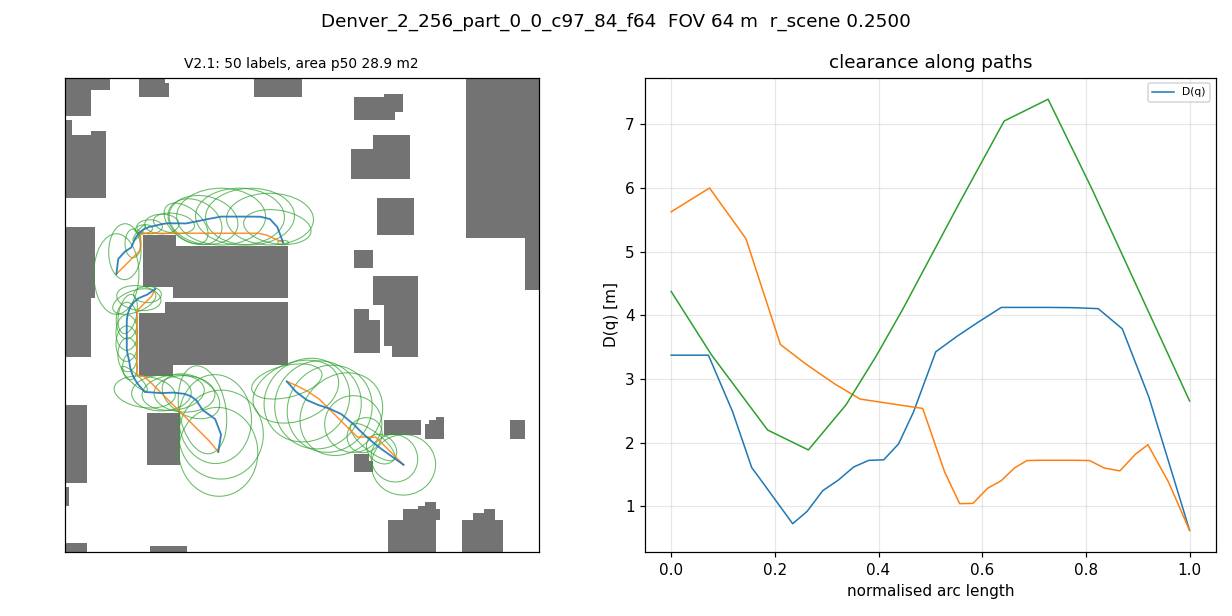 Denver_2_256_part_0_0_c97_84_f64  FOV 64 m  r_scene 0.2500
V2.1: 50 labels, area p50 28.9 m2
clearance along paths
D(q)
D(q) [m]
7
6
5
4
3
2
1
0.0 0.2 0.4 0.6 0.8 1.0
normalised arc length